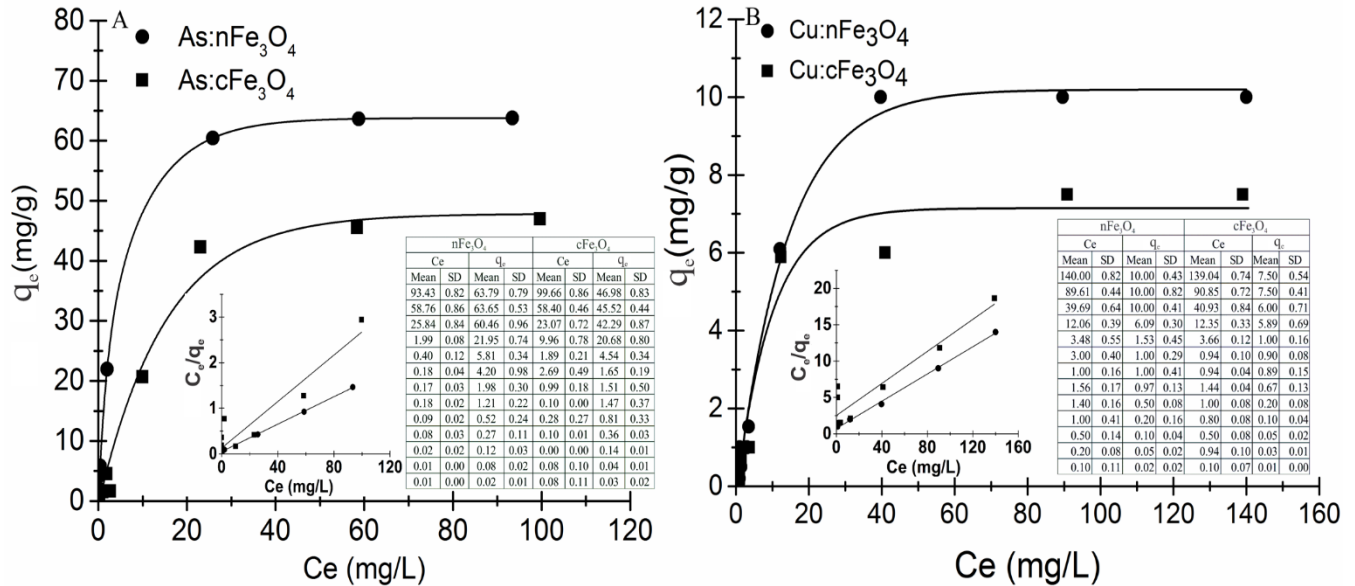 A
As:nFe₃O₄
As:cFe₃O₄
qₑ(mg/g)
80
70
60
50
40
30
20
10
0
0 20 40 60 80 100 120
Ce (mg/L)
Cₑ/qₑ
3
2
1
0
0 40 80 120
Ce (mg/L)
nFe₃O₄ cFe₃O₄
Ce qₑ Ce qₑ
Mean SD Mean SD Mean SD Mean SD
93.43 0.82 63.79 0.79 99.66 0.86 46.98 0.83
58.76 0.86 63.65 0.53 58.40 0.46 45.52 0.44
25.84 0.84 60.46 0.96 23.07 0.72 42.29 0.87
1.99 0.08 21.95 0.74 9.96 0.78 20.68 0.80
0.40 0.12 5.81 0.34 1.89 0.21 4.54 0.34
0.18 0.04 4.20 0.98 2.69 0.49 1.65 0.19
0.17 0.03 1.98 0.30 0.99 0.18 1.51 0.50
0.18 0.02 1.21 0.22 0.10 0.00 1.47 0.37
0.09 0.02 0.52 0.24 0.28 0.27 0.81 0.33
0.08 0.03 0.27 0.11 0.10 0.01 0.36 0.03
0.02 0.02 0.12 0.03 0.00 0.00 0.14 0.01
0.01 0.00 0.08 0.02 0.08 0.10 0.04 0.01
0.01 0.00 0.02 0.01 0.08 0.11 0.03 0.02
B
Cu:nFe₃O₄
Cu:cFe₃O₄
qₑ(mg/g)
12
10
8
6
4
2
0
0 20 40 60 80 100 120 140 160
Ce (mg/L)
Cₑ/qₑ
20
15
10
5
0
0 40 80 120 160
Ce (mg/L)
nFe₃O₄ cFe₃O₄
Ce qₑ Ce qₑ
Mean SD Mean SD Mean SD Mean SD
140.00 0.82 10.00 0.43 139.04 0.74 7.50 0.54
89.61 0.44 10.00 0.82 90.85 0.72 7.50 0.41
39.69 0.64 10.00 0.41 40.93 0.84 6.00 0.71
12.06 0.39 6.09 0.30 12.35 0.33 5.89 0.69
3.48 0.55 1.53 0.45 3.66 0.12 1.00 0.16
3.00 0.40 1.00 0.29 0.94 0.10 0.90 0.08
1.00 0.16 1.00 0.41 0.94 0.04 0.89 0.15
1.56 0.17 0.97 0.13 1.44 0.04 0.67 0.13
1.40 0.16 0.50 0.08 1.00 0.08 0.20 0.08
1.00 0.41 0.20 0.16 0.80 0.08 0.10 0.04
0.50 0.14 0.10 0.04 0.50 0.08 0.05 0.02
0.20 0.08 0.05 0.02 0.94 0.10 0.03 0.01
0.10 0.11 0.02 0.02 0.10 0.07 0.01 0.00